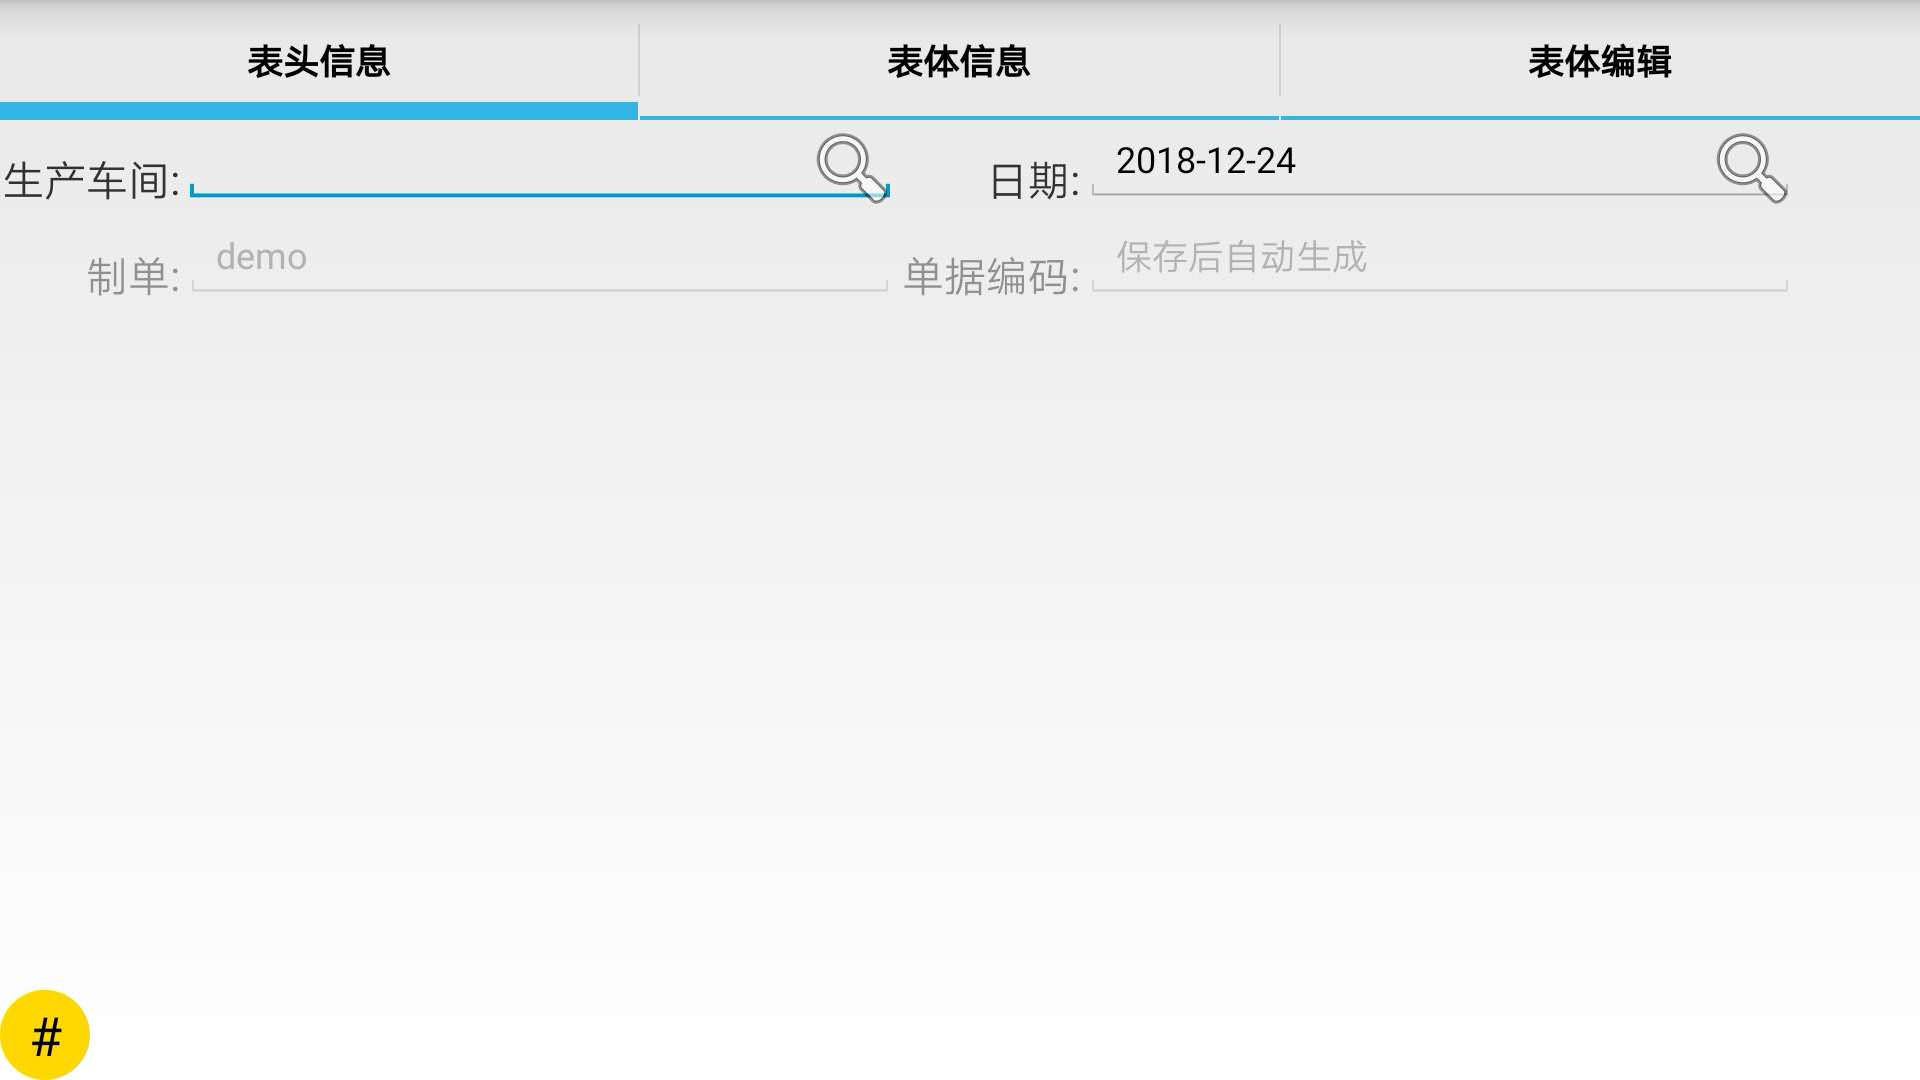 表头信息 表体信息 表体编辑
生产车间: 日期: 2018-12-24
制单: demo 单据编码: 保存后自动生成
#